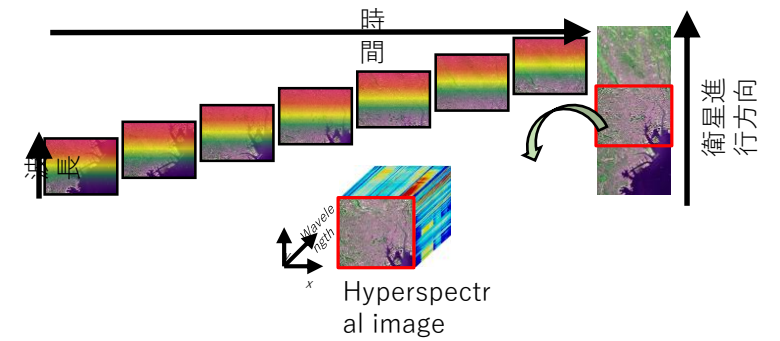 時
間
波
長
衛星進
行方向
Wavele
ngth
x
Hyperspectr
al image